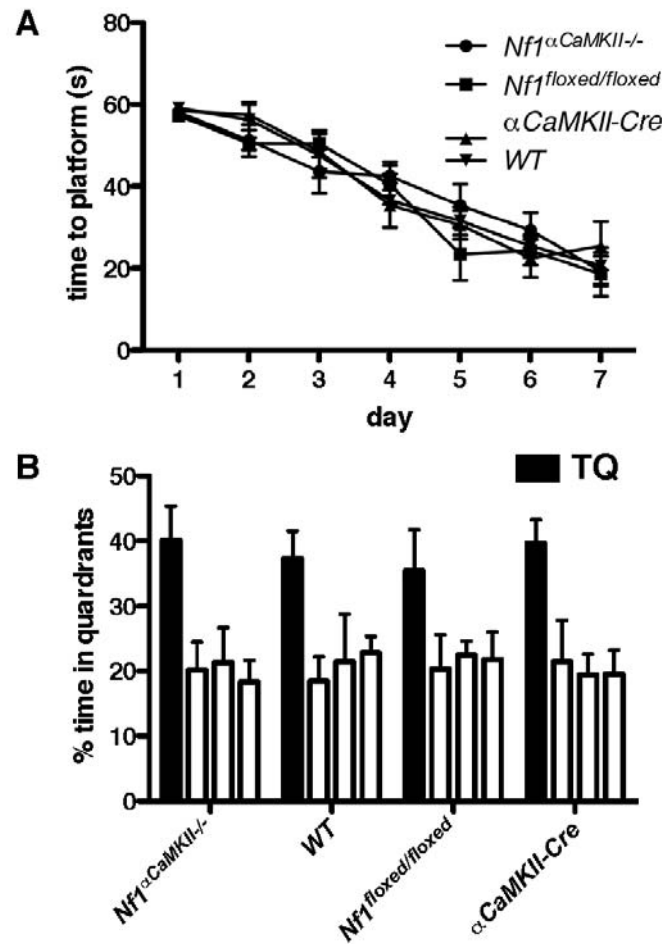 A
time to platform (s)
80
60
40
20
0
1 2 3 4 5 6 7
day
Nf1αCaMKII-/-
Nf1floxed/floxed
αCaMKII-Cre
WT
B
TQ
% time in quardrants
50
40
30
20
10
0
Nf1αCaMKII-/-
WT
Nf1floxed/floxed
αCaMKII-Cre